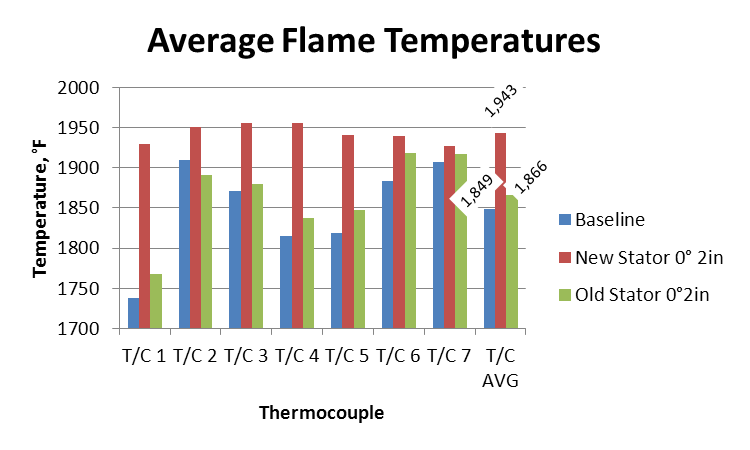 Average Flame Temperatures
Temperature, °F
2000
1950
1900
1850
1800
1750
1700
1,943
1,849
1,866
T/C 1 T/C 2 T/C 3 T/C 4 T/C 5 T/C 6 T/C 7 T/C
AVG
Thermocouple
Baseline
New Stator 0° 2in
Old Stator 0°2in